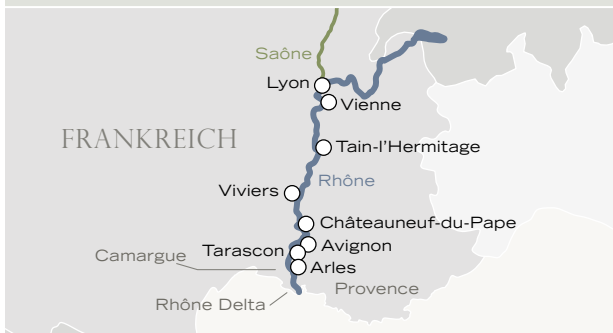 Saône
Lyon
Vienne
FRANKREICH
Tain-l'Hermitage
Rhône
Viviers
Châteauneuf-du-Pape
Avignon
Tarascon
Camargue
Arles
Provence
Rhône Delta